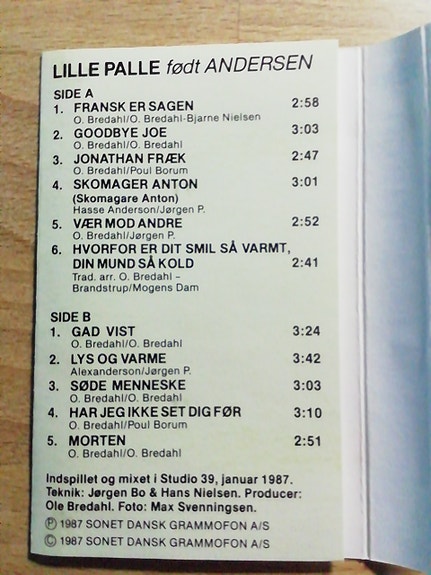 LILLE PALLE født ANDERSEN
SIDE A
1. FRANSK ER SAGEN 2:58
O. Bredahl/O. Bredahl-Bjarne Nielsen
2. GOODBYE JOE 3:03
O. Bredahl/O. Bredahl
3. JONATHAN FRÆK 2:47
O. Bredahl/Poul Borum
4. SKOMAGER ANTON 3:01
(Skomagare Anton)
Hasse Anderson/Jørgen P.
5. VÆR MOD ANDRE 2:52
O. Bredahl/Jørgen P.
6. HVORFOR ER DIT SMIL SÅ VARMT,
DIN MUND SÅ KOLD 2:41
Trad. arr. O. Bredahl –
Brandstrup/Mogens Dam
SIDE B
1. GAD VIST 3:24
O. Bredahl/O. Bredahl
2. LYS OG VARME 3:42
Alexanderson/Jørgen P.
3. SØDE MENNESKE 3:03
O. Bredahl/O. Bredahl
4. HAR JEG IKKE SET DIG FØR 3:10
O. Bredahl/Poul Borum
5. MORTEN 2:51
O. Bredahl/O. Bredahl
Indspillet og mixet i Studio 39, januar 1987.
Teknik: Jørgen Bo & Hans Nielsen. Producer:
Ole Bredahl. Foto: Max Svenningsen.
Ⓟ 1987 SONET DANSK GRAMMOFON A/S
© 1987 SONET DANSK GRAMMOFON A/S